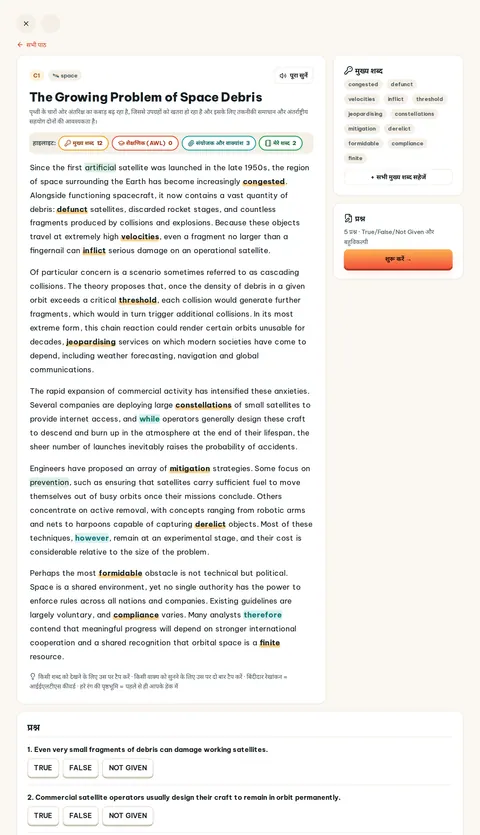 ← सभी पाठ
C1
space
पूरा सुनें
The Growing Problem of Space Debris
पृथ्वी के चारों ओर अंतरिक्ष का कबाड़ बढ़ रहा है, जिससे उपग्रहों को खतरा हो रहा है और इसके लिए तकनीकी समाधान और अंतर्राष्ट्रीय
सहयोग दोनों की आवश्यकता है।
हाइलाइट:
मुख्य शब्द 12
शैक्षणिक (AWL) 0
संयोजक और वाक्यांश 3
मेरे शब्द 2
Since the first artificial satellite was launched in the late 1950s, the region
of space surrounding the Earth has become increasingly congested.
Alongside functioning spacecraft, it now contains a vast quantity of
debris: defunct satellites, discarded rocket stages, and countless
fragments produced by collisions and explosions. Because these objects
travel at extremely high velocities, even a fragment no larger than a
fingernail can inflict serious damage on an operational satellite.
Of particular concern is a scenario sometimes referred to as cascading
collisions. The theory proposes that, once the density of debris in a given
orbit exceeds a critical threshold, each collision would generate further
fragments, which would in turn trigger additional collisions. In its most
extreme form, this chain reaction could render certain orbits unusable for
decades, jeopardising services on which modern societies have come to
depend, including weather forecasting, navigation and global
communications.
The rapid expansion of commercial activity has intensified these anxieties.
Several companies are deploying large constellations of small satellites to
provide internet access, and while operators generally design these craft
to descend and burn up in the atmosphere at the end of their lifespan, the
sheer number of launches inevitably raises the probability of accidents.
Engineers have proposed an array of mitigation strategies. Some focus on
prevention, such as ensuring that satellites carry sufficient fuel to move
themselves out of busy orbits once their missions conclude. Others
concentrate on active removal, with concepts ranging from robotic arms
and nets to harpoons capable of capturing derelict objects. Most of these
techniques, however, remain at an experimental stage, and their cost is
considerable relative to the size of the problem.
Perhaps the most formidable obstacle is not technical but political.
Space is a shared environment, yet no single authority has the power to
enforce rules across all nations and companies. Existing guidelines are
largely voluntary, and compliance varies. Many analysts therefore
contend that meaningful progress will depend on stronger international
cooperation and a shared recognition that orbital space is a finite
resource.
किसी शब्द को देखने के लिए उस पर टैप करें · किसी वाक्य को सुनने के लिए उस पर दो बार टैप करें · बिंदीदार रेखांकन =
आईईएलटीएस कीवर्ड · हरे रंग की पृष्ठभूमि = पहले से ही आपके डेक में
मुख्य शब्द
congested defunct
velocities inflict threshold
jeopardising constellations
mitigation derelict
formidable compliance
finite
+ सभी मुख्य शब्द सहेजें
प्रश्न
5 प्रश्न · True/False/Not Given और
बहुविकल्पी
शुरू करें →
प्रश्न
1. Even very small fragments of debris can damage working satellites.
TRUE FALSE NOT GIVEN
2. Commercial satellite operators usually design their craft to remain in orbit permanently.
TRUE FALSE NOT GIVEN